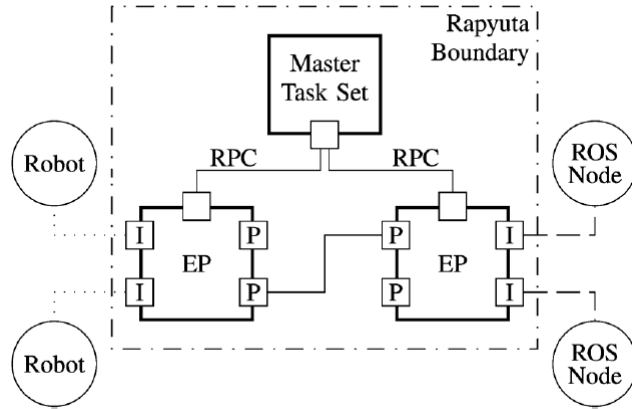 Rapyuta
Boundary
Master
Task Set
RPC
RPC
Robot
ROS
Node
I
P
P
I
EP
EP
I
P
P
I
Robot
ROS
Node